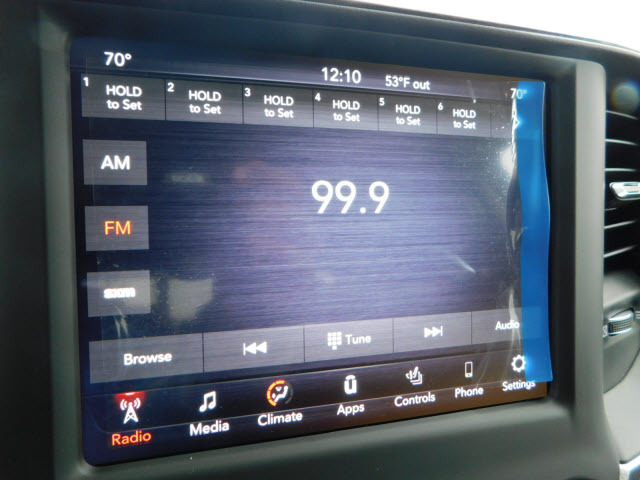 70°
12:10
53°F out
70°
1 HOLD to Set
2 HOLD to Set
3 HOLD to Set
4 HOLD to Set
5 HOLD to Set
6 HOLD to Set
AM
99.9
FM
sxm
Browse
Tune
Audio
Radio
Media
Climate
Apps
Controls
Phone
Settings